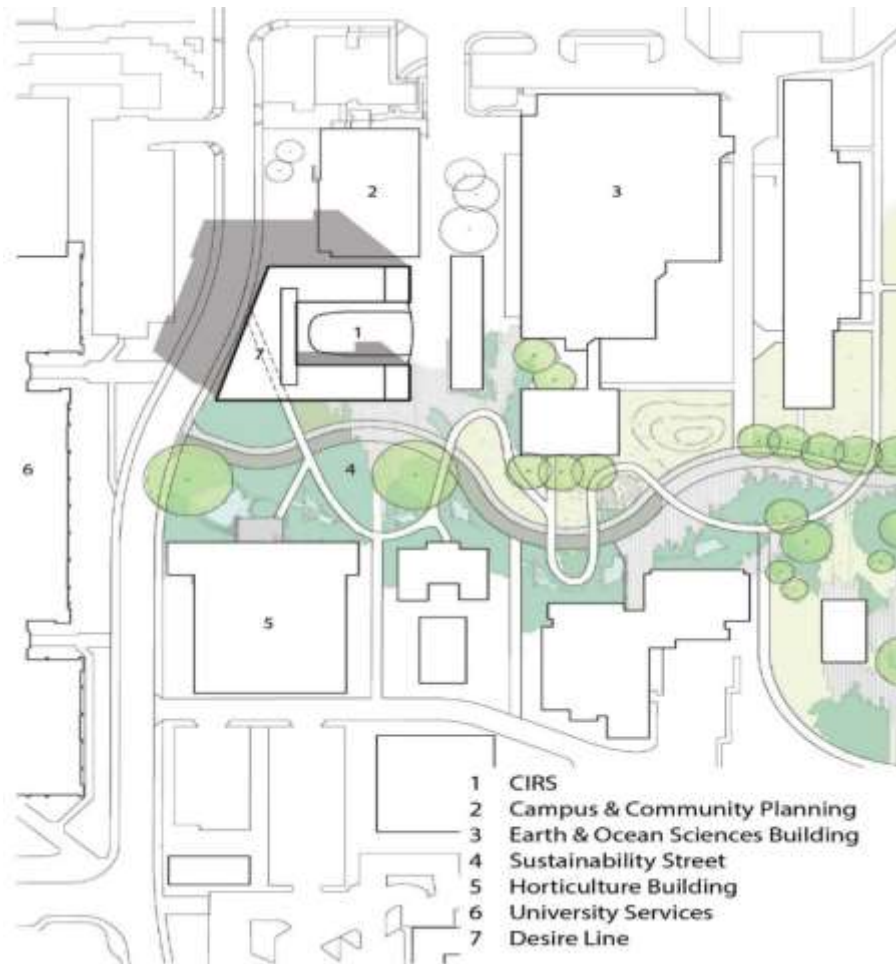 2
3
1
7
6
4
5
1 CIRS
2 Campus & Community Planning
3 Earth & Ocean Sciences Building
4 Sustainability Street
5 Horticulture Building
6 University Services
7 Desire Line